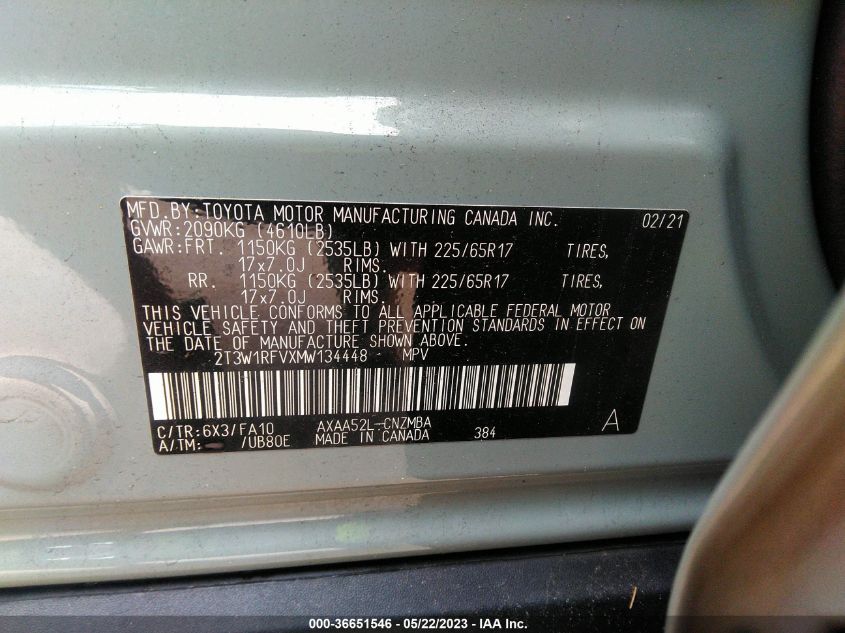 MFD.BY:TOYOTA MOTOR MANUFACTURING CANADA INC. 02/21
GVWR:2090KG (4610LB)
GAWR:FRT. 1150KG (2535LB) WITH 225/65R17 TIRES,
17x7.0J RIMS.
RR. 1150KG (2535LB) WITH 225/65R17 TIRES,
17x7.0J RIMS.
THIS VEHICLE CONFORMS TO ALL APPLICABLE FEDERAL MOTOR
VEHICLE SAFETY AND THEFT PREVENTION STANDARDS IN EFFECT ON
THE DATE OF MANUFACTURE SHOWN ABOVE.
2T3W1RFVXMW134448 MPV
C/TR:6X3/FA10 AXAA52L-CNZMBA A
A/TM: /UB80E MADE IN CANADA 384
000-36651546 - 05/22/2023 - IAA Inc.